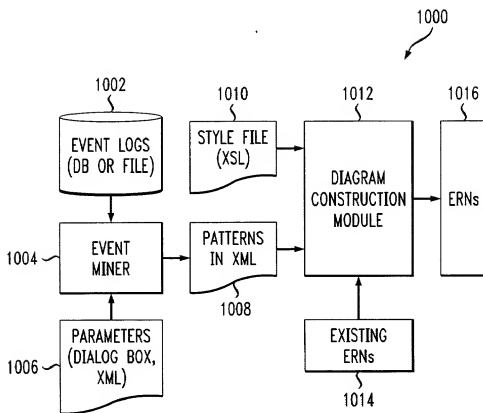 1000
1002
1010
1012
1016
EVENT LOGS
(DB OR FILE)
STYLE FILE
(XSL)
DIAGRAM
CONSTRUCTION
MODULE
ERNs
1004
EVENT
MINER
PATTERNS
IN XML
1008
1006
PARAMETERS
(DIALOG BOX,
XML)
EXISTING
ERNs
1014